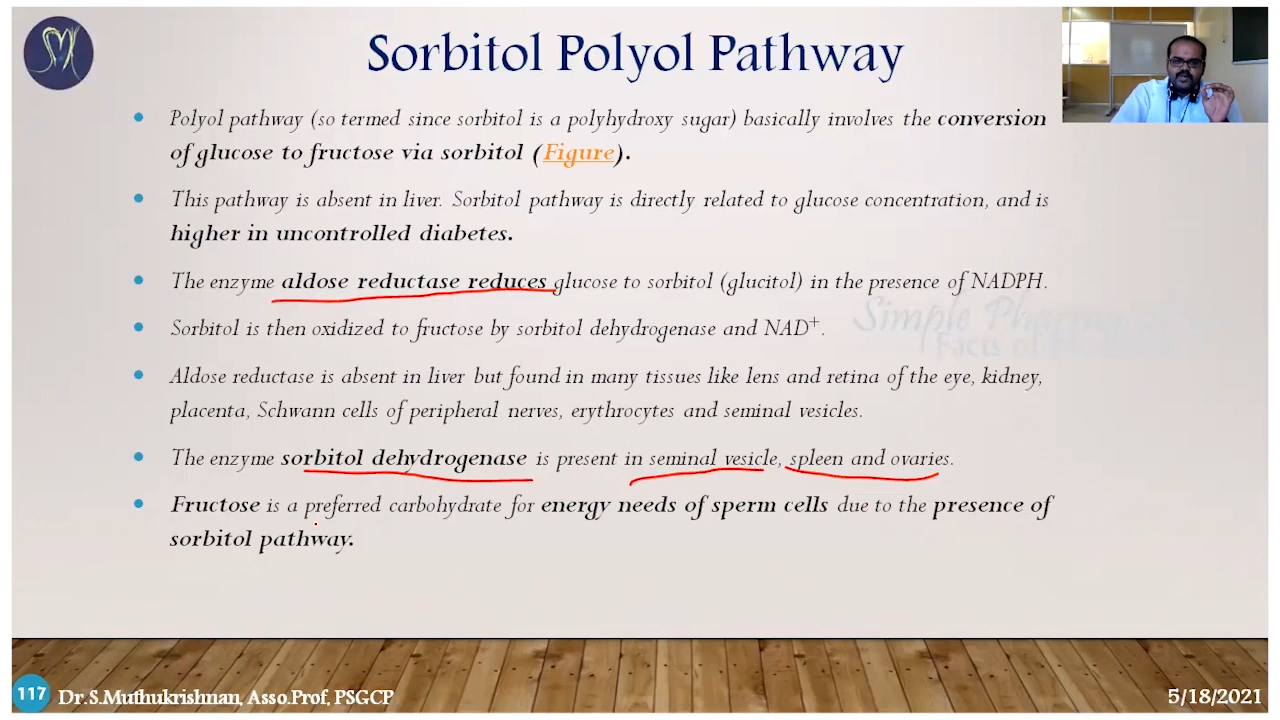 Sorbitol Polyol Pathway
Polyol pathway (so termed since sorbitol is a polyhydroxy sugar) basically involves the conversion
of glucose to fructose via sorbitol (Figure).
This pathway is absent in liver. Sorbitol pathway is directly related to glucose concentration, and is
higher in uncontrolled diabetes.
The enzyme aldose reductase reduces glucose to sorbitol (glucitol) in the presence of NADPH.
Sorbitol is then oxidized to fructose by sorbitol dehydrogenase and NAD+.
Simple Pharma
Facts of
Aldose reductase is absent in liver but found in many tissues like lens and retina of the eye, kidney,
placenta, Schwann cells of peripheral nerves, erythrocytes and seminal vesicles.
The enzyme sorbitol dehydrogenase is present in seminal vesicle, spleen and ovaries.
Fructose is a preferred carbohydrate for energy needs of sperm cells due to the presence of
sorbitol pathway.
117 Dr.S.Muthukrishnan, Asso.Prof, PSGCP
5/18/2021